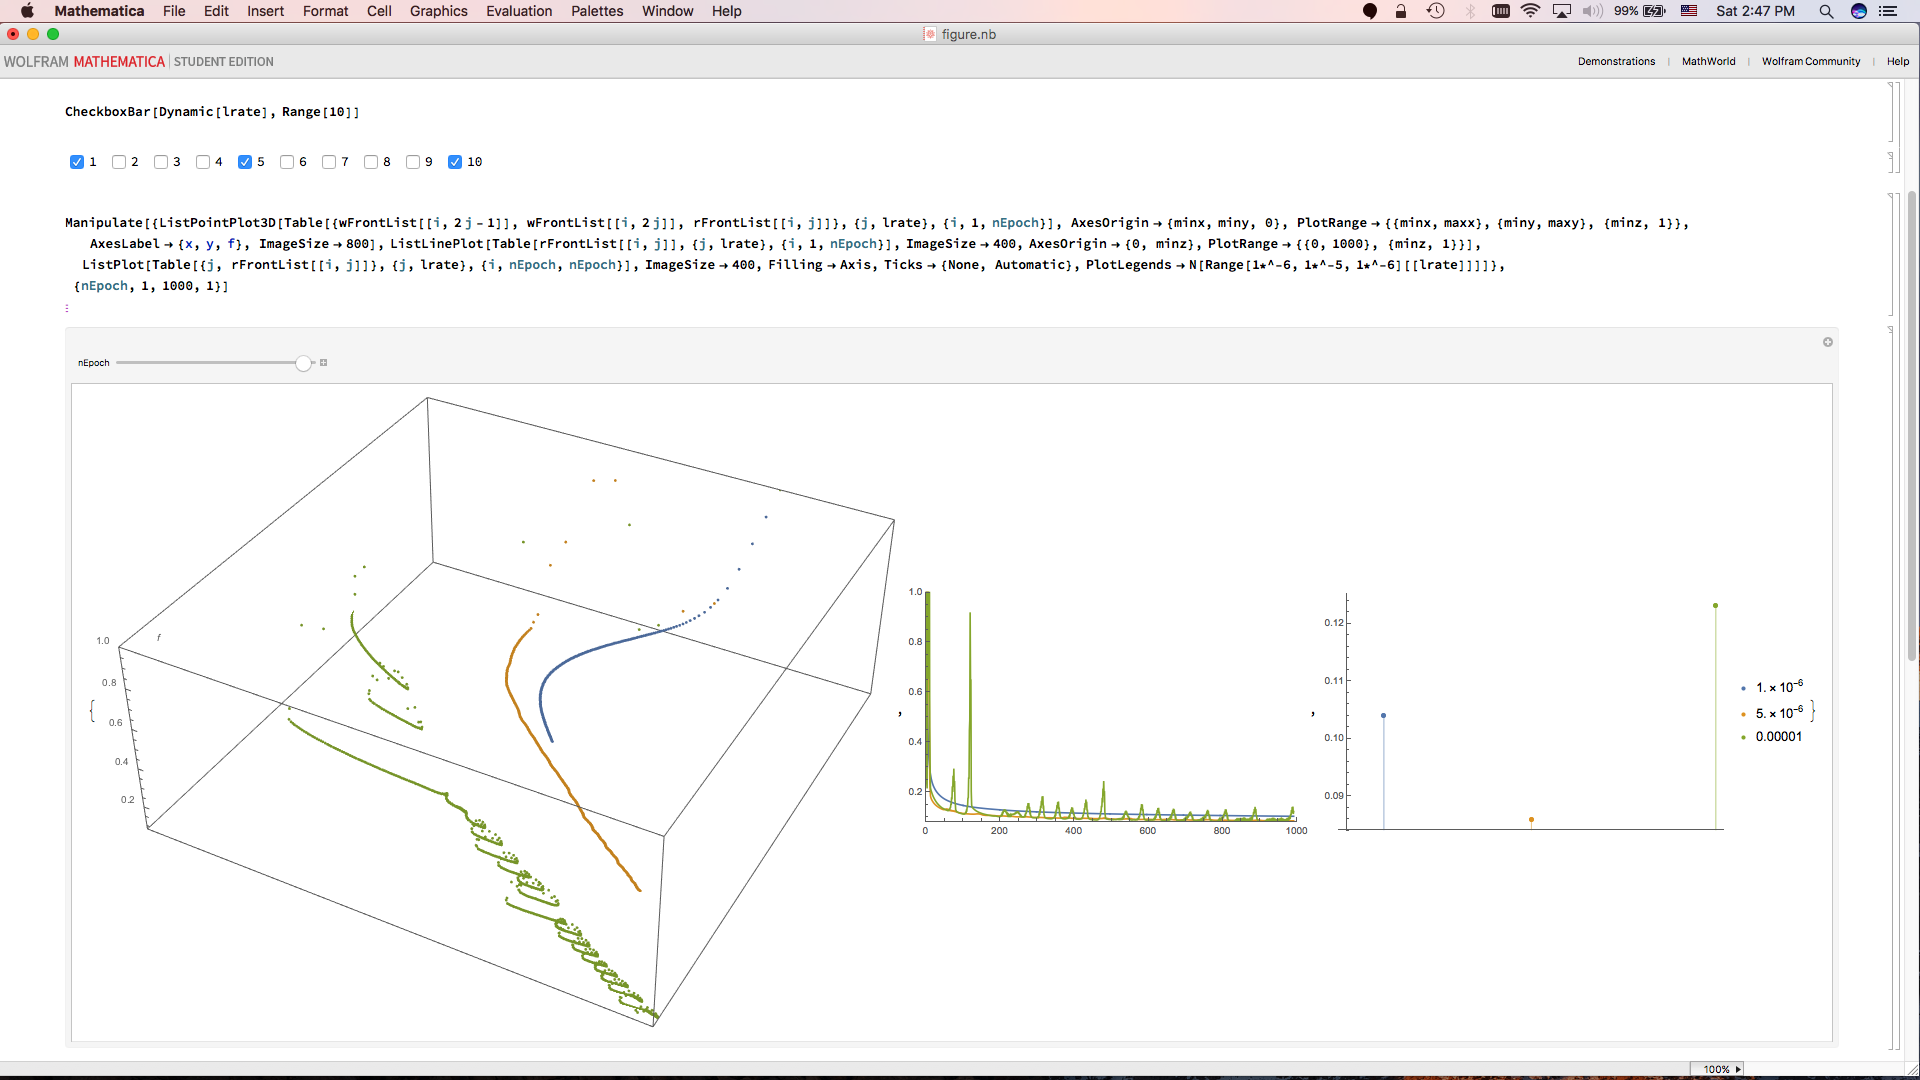 Mathematica File Edit Insert Format Cell Graphics Evaluation Palettes Window Help 99% Sat 2:47 PM
figure.nb
WOLFRAM MATHEMATICA STUDENT EDITION Demonstrations MathWorld Wolfram Community Help
CheckboxBar[Dynamic[lrate], Range[10]]
1 2 3 4 5 6 7 8 9 10
Manipulate[{ListPointPlot3D[Table[{wFrontList[[i, 2 j - 1]], wFrontList[[i, 2 j]], rFrontList[[i, j]]}, {j, lrate}, {i, 1, nEpoch}], AxesOrigin → {minx, miny, 0}, PlotRange → {{minx, maxx}, {miny, maxy}, {minz, 1}},
AxesLabel → {x, y, f}, ImageSize → 800], ListLinePlot[Table[rFrontList[[i, j]], {j, lrate}, {i, 1, nEpoch}], ImageSize → 400, AxesOrigin → {0, minz}, PlotRange → {{0, 1000}, {minz, 1}}],
ListPlot[Table[{j, rFrontList[[i, j]]}, {j, lrate}, {i, nEpoch, nEpoch}], ImageSize → 400, Filling → Axis, Ticks → {None, Automatic}, PlotLegends → N[Range[1*^-6, 1*^-5, 1*^-6][[lrate]]]]},
{nEpoch, 1, 1000, 1}]
nEpoch
{
1.0
0.8
0.6
0.4
0.2
f
,
1.0
0.8
0.6
0.4
0.2
0 200 400 600 800 1000
,
0.12
0.11
0.10
0.09
1. × 10⁻⁶
5. × 10⁻⁶ }
0.00001
100%